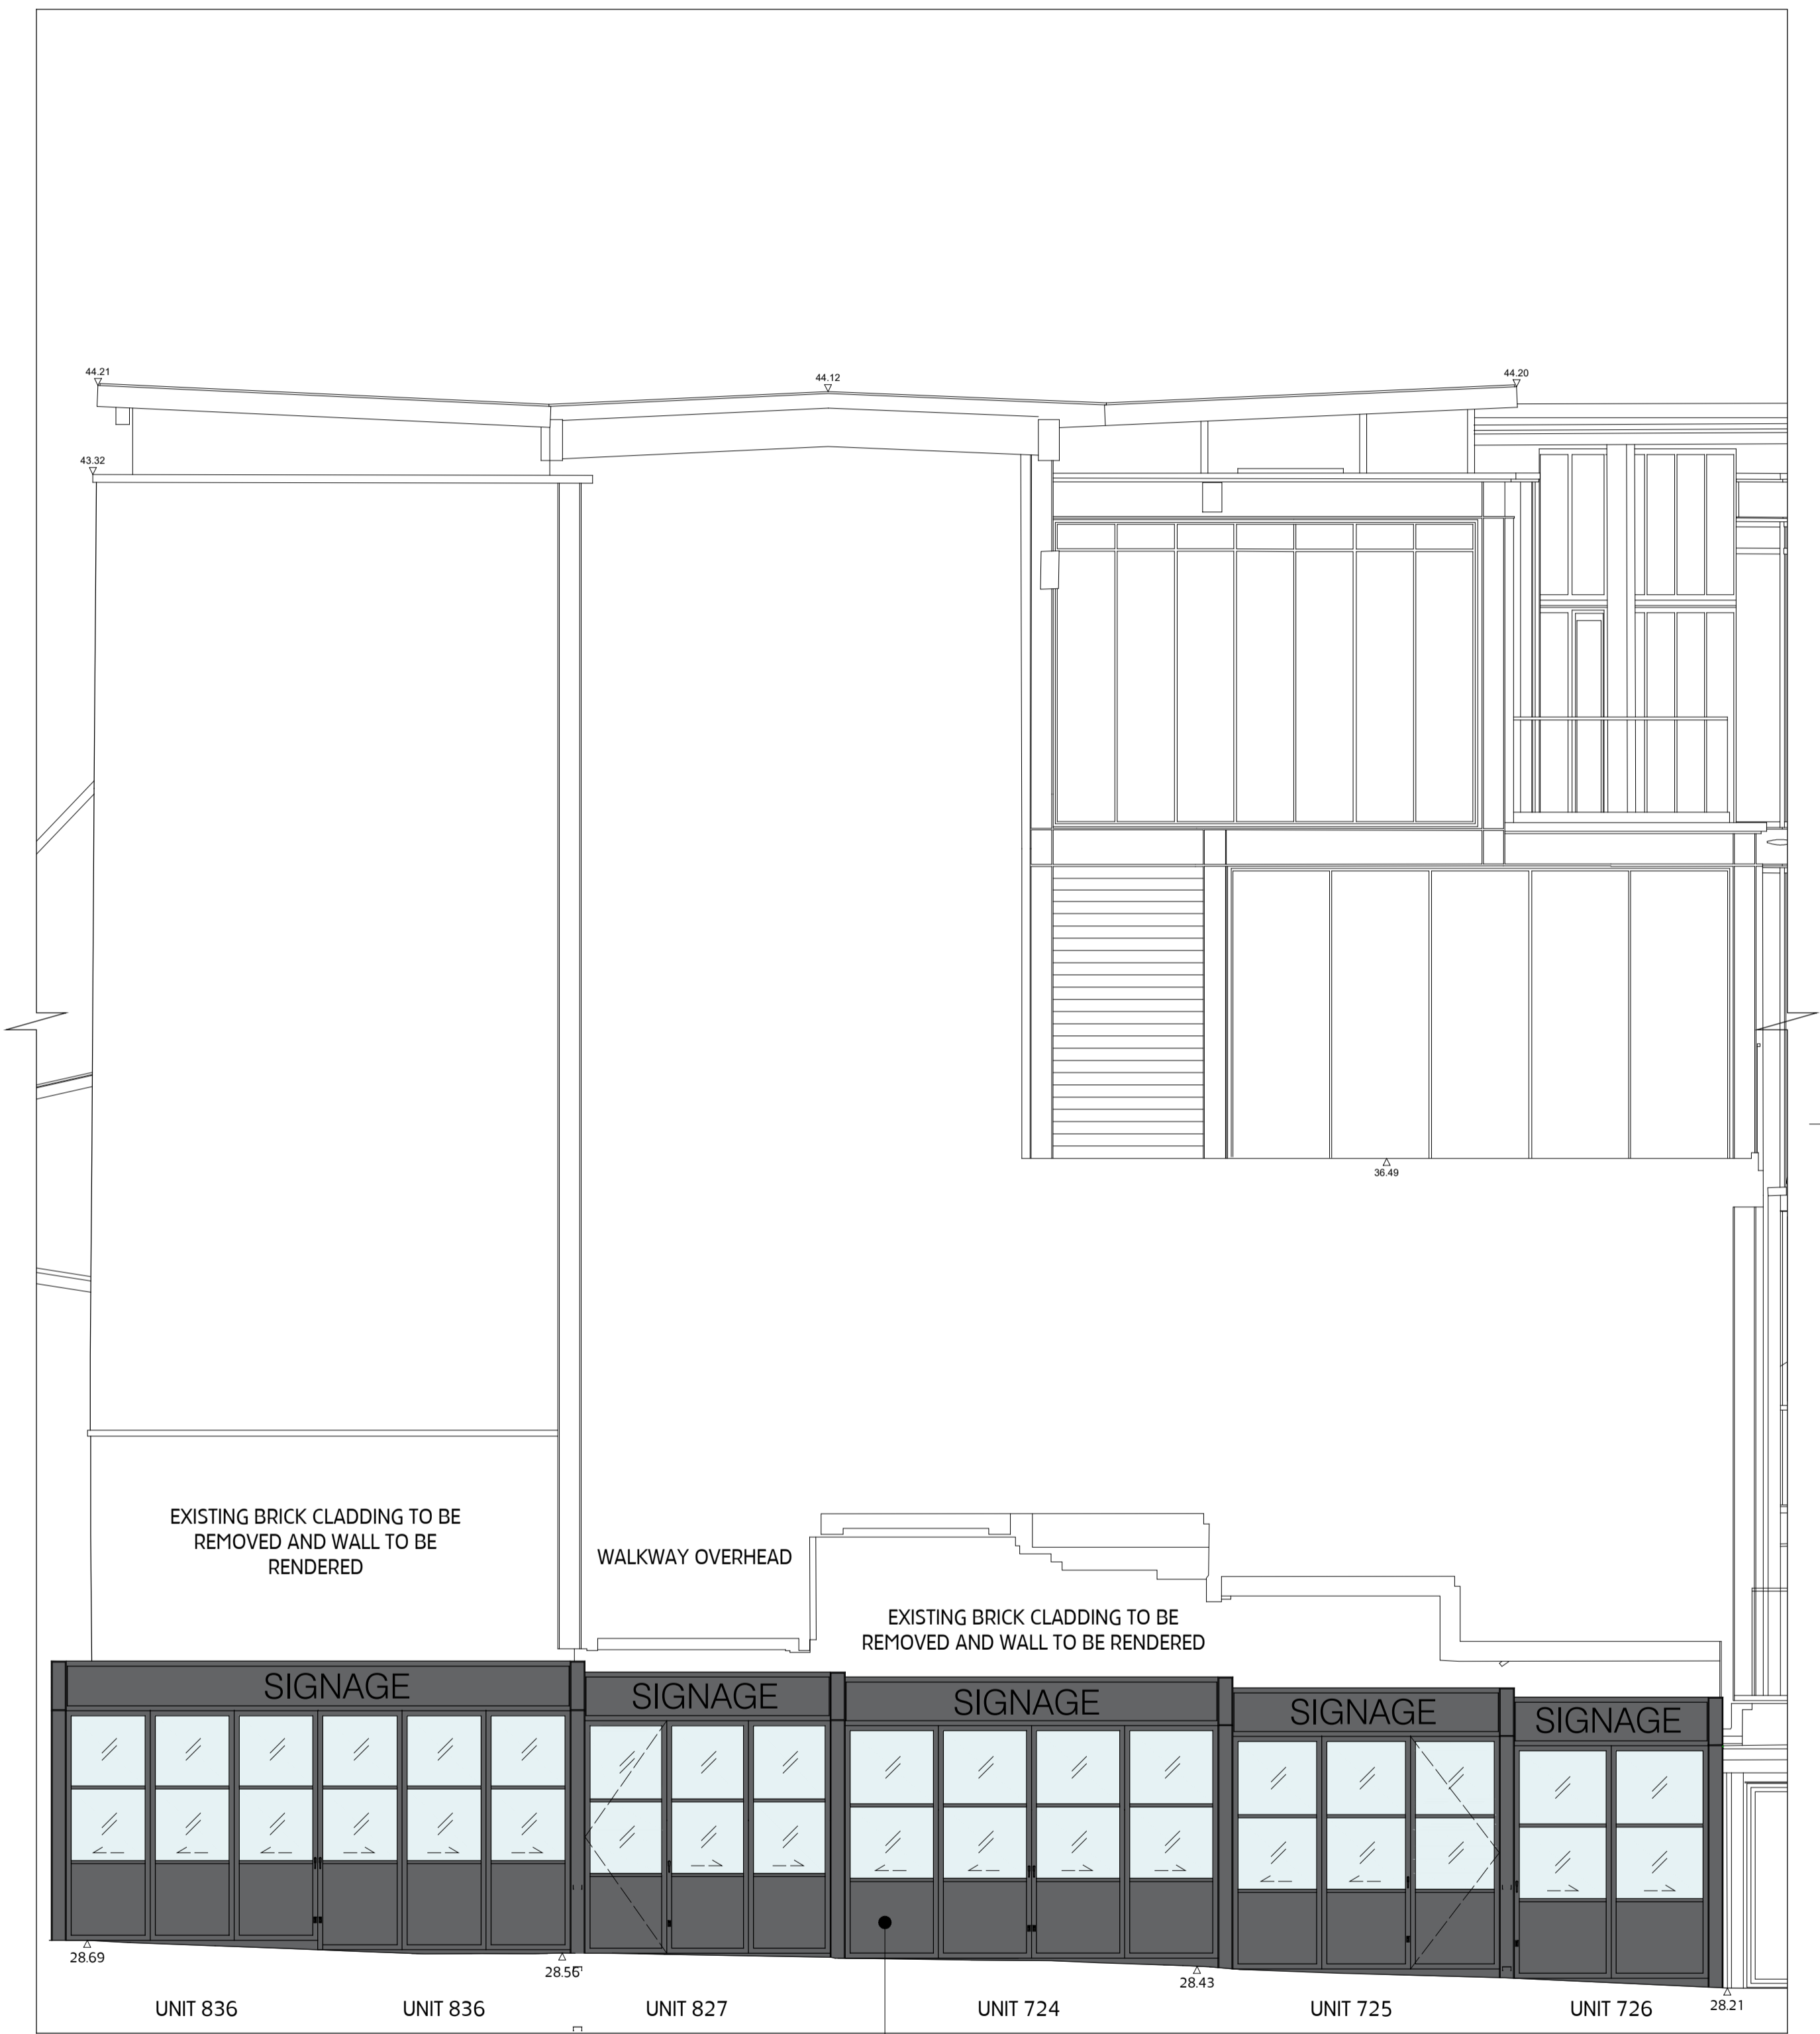 44.21
44.12
44.20
43.32
36.49
EXISTING BRICK CLADDING TO BE
REMOVED AND WALL TO BE
RENDERED
WALKWAY OVERHEAD
EXISTING BRICK CLADDING TO BE
REMOVED AND WALL TO BE RENDERED
SIGNAGE
SIGNAGE
SIGNAGE
SIGNAGE
SIGNAGE
28.69
28.56
28.43
28.21
UNIT 836
UNIT 836
UNIT 827
UNIT 724
UNIT 725
UNIT 726